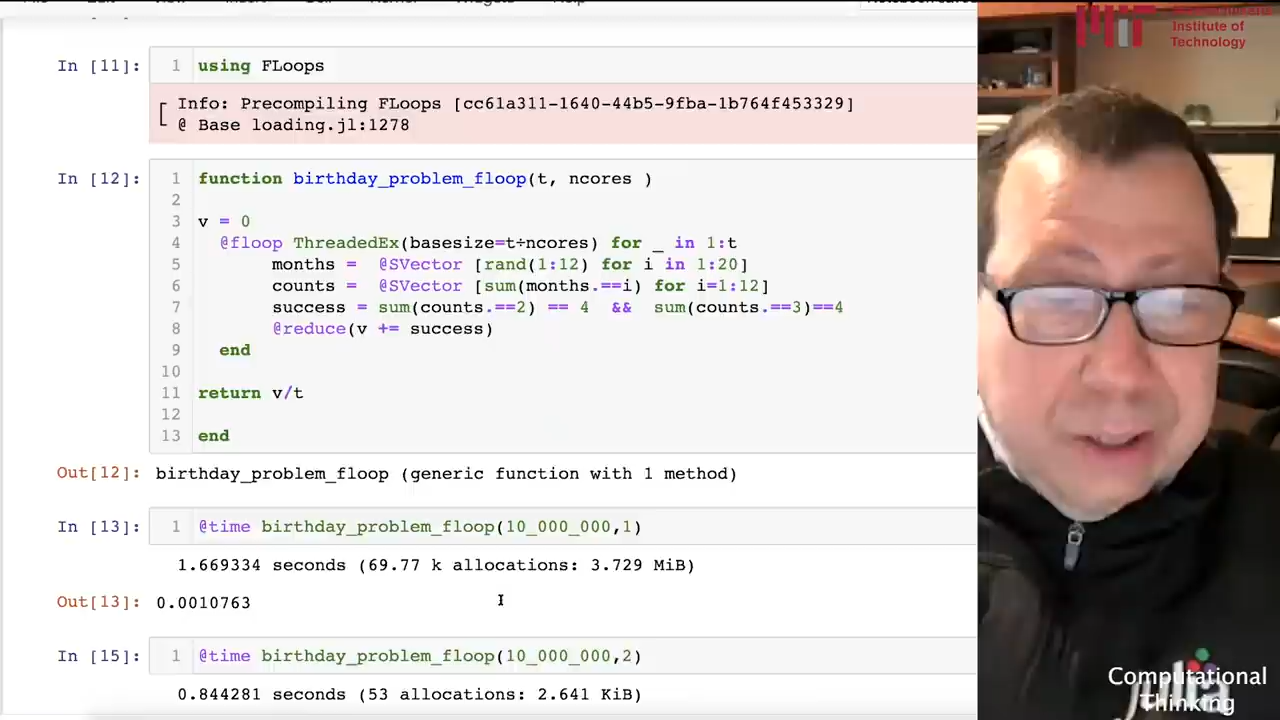 In [11]:
1 using FLoops
[ Info: Precompiling FLoops [cc61a311-1640-44b5-9fba-1b764f453329]
@ Base loading.jl:1278
In [12]:
1 function birthday_problem_floop(t, ncores )
2
3 v = 0
4 @floop ThreadedEx(basesize=t÷ncores) for _ in 1:t
5 months = @SVector [rand(1:12) for i in 1:20]
6 counts = @SVector [sum(months.==i) for i=1:12]
7 success = sum(counts.==2) == 4 && sum(counts.==3)==4
8 @reduce(v += success)
9 end
10
11 return v/t
12
13 end
Out[12]: birthday_problem_floop (generic function with 1 method)
In [13]: 1 @time birthday_problem_floop(10_000_000,1)
1.669334 seconds (69.77 k allocations: 3.729 MiB)
Out[13]: 0.0010763
In [15]: 1 @time birthday_problem_floop(10_000_000,2)
0.844281 seconds (53 allocations: 2.641 KiB)
Institute of
Technology
Computational
Thinking